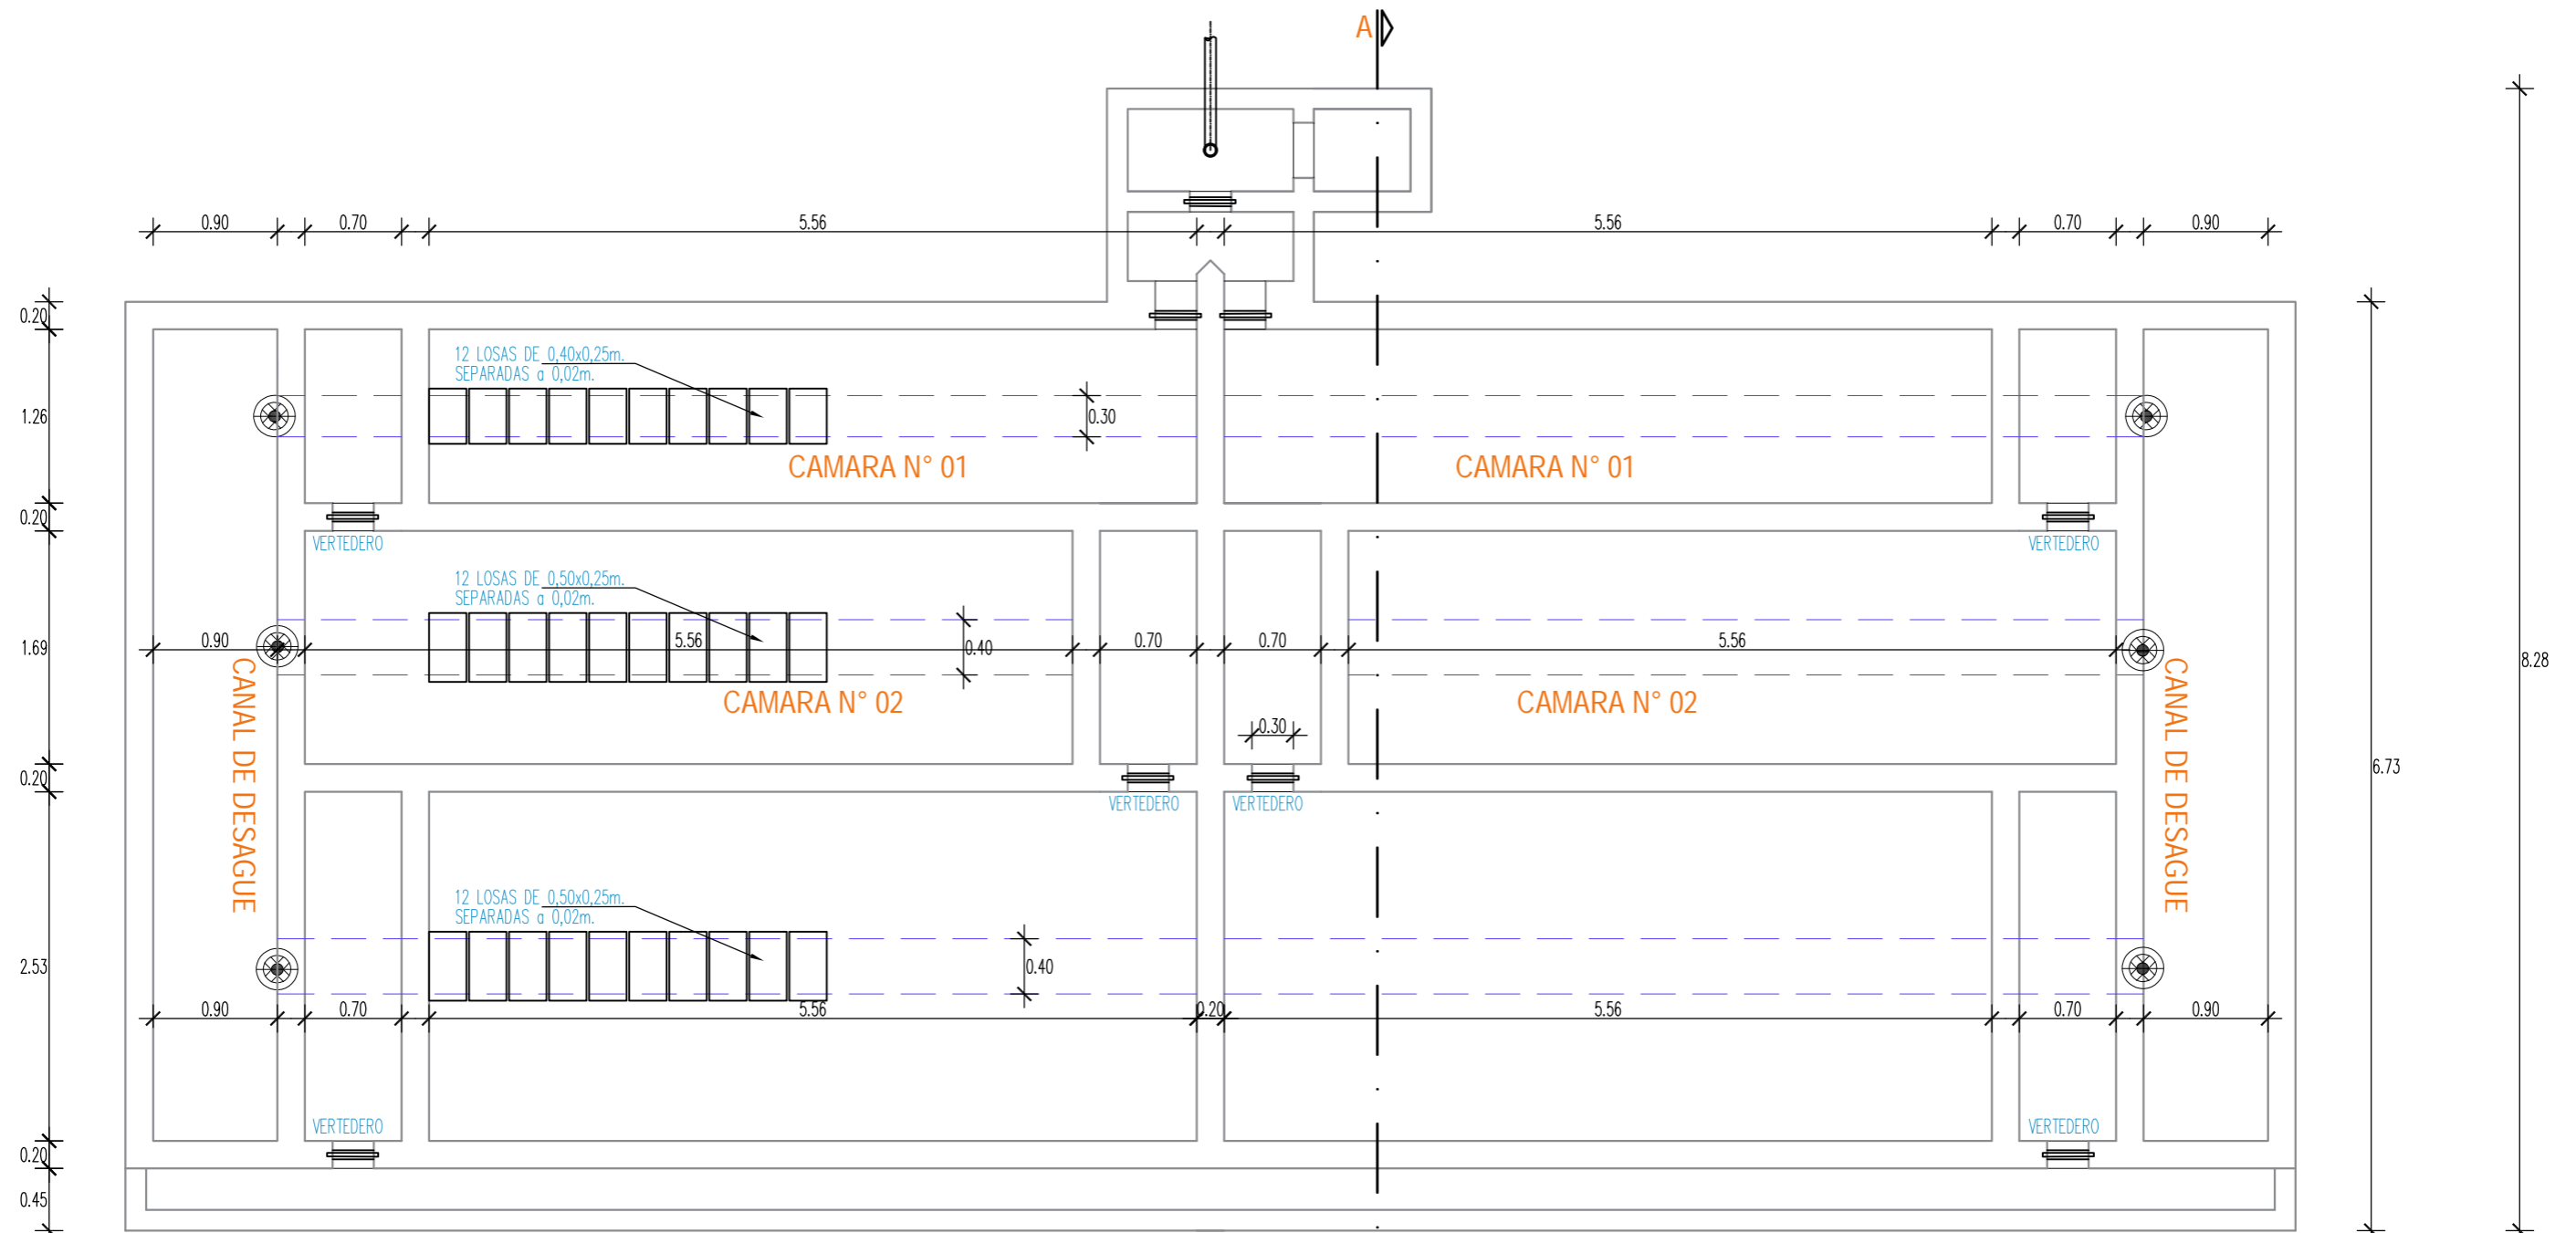 A
0.90
0.70
5.56
5.56
0.70
0.90
0.20
12 LOSAS DE 0,40x0,25m.
SEPARADAS a 0,02m.
1.26
0.30
CAMARA N° 01
CAMARA N° 01
0.20
VERTEDERO
VERTEDERO
12 LOSAS DE 0,50x0,25m.
SEPARADAS a 0,02m.
1.69
0.90
5.56
0.40
0.70
0.70
5.56
8.28
CANAL DE DESAGUE
CAMARA N° 02
CAMARA N° 02
CANAL DE DESAGUE
0.30
6.73
0.20
VERTEDERO
VERTEDERO
12 LOSAS DE 0,50x0,25m.
SEPARADAS a 0,02m.
2.53
0.40
0.90
0.70
5.56
0.20
5.56
0.70
0.90
VERTEDERO
VERTEDERO
0.20
0.45